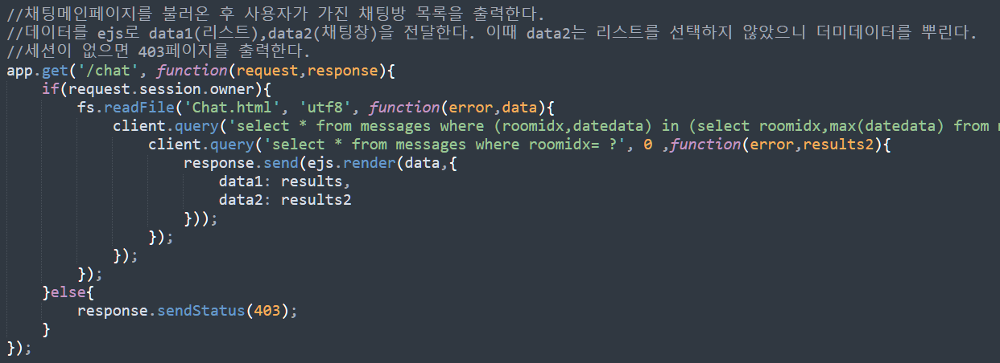 //채팅메인페이지를 불러온 후 사용자가 가진 채팅방 목록을 출력한다.
//데이터를 ejs로 data1(리스트),data2(채팅창)을 전달한다. 이때 data2는 리스트를 선택하지 않았으니 더미데이터를 뿌린다.
//세션이 없으면 403페이지를 출력한다.
app.get('/chat', function(request,response){
    if(request.session.owner){
        fs.readFile('Chat.html', 'utf8', function(error,data){
            client.query('select * from messages where (roomidx,datedata) in (select roomidx,max(datedata) from
                client.query('select * from messages where roomidx= ?', 0 ,function(error,results2){
                    response.send(ejs.render(data,{
                        data1: results,
                        data2: results2
                    }));
                });
            });
        });
    }else{
        response.sendStatus(403);
    }
});